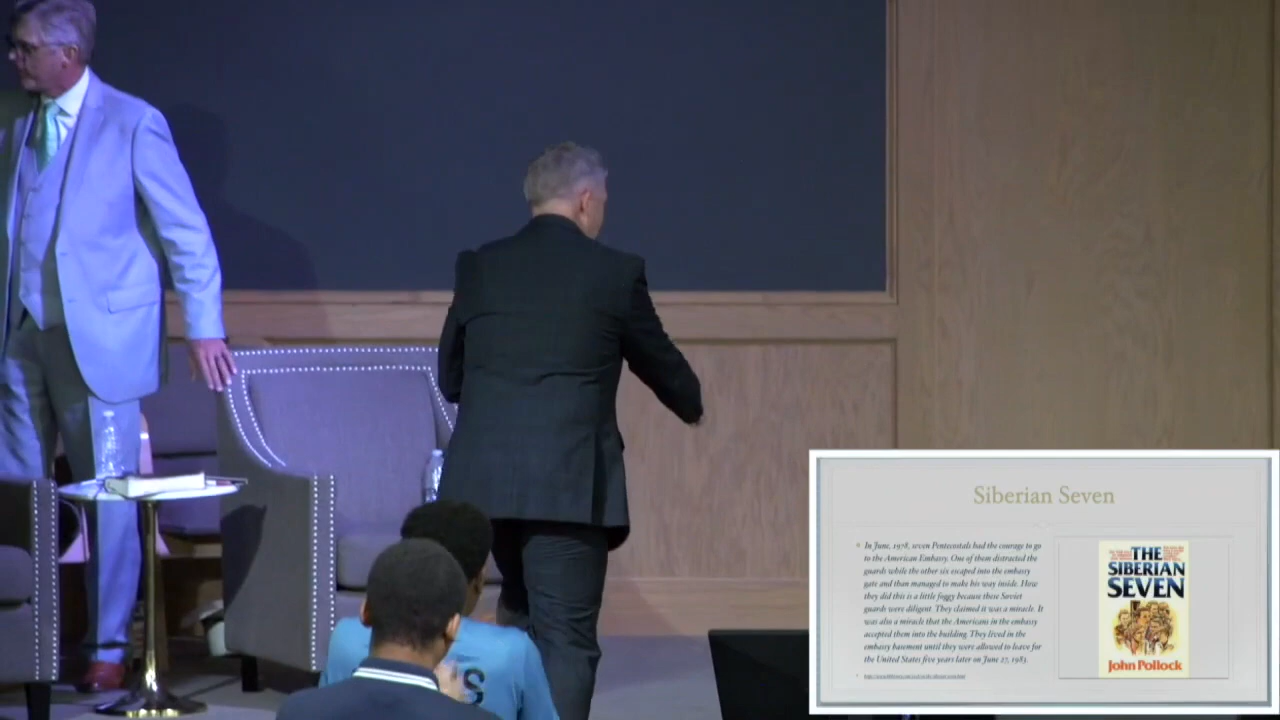 Siberian Seven
In June, 1978, seven Pentecostals had the courage to go
to the American Embassy. One of them distracted the
guards while the other six escaped into the embassy
gate and than managed to make his way inside. How
they did this is a little foggy because these Soviet
guards were diligent. They claimed it was a miracle. It
was also a miracle that the Americans in the embassy
accepted them into the building. They lived in the
embassy basement until they were allowed to leave for
the United States five years later on June 27, 1983.
THE
SIBERIAN
SEVEN
John Pollock
S